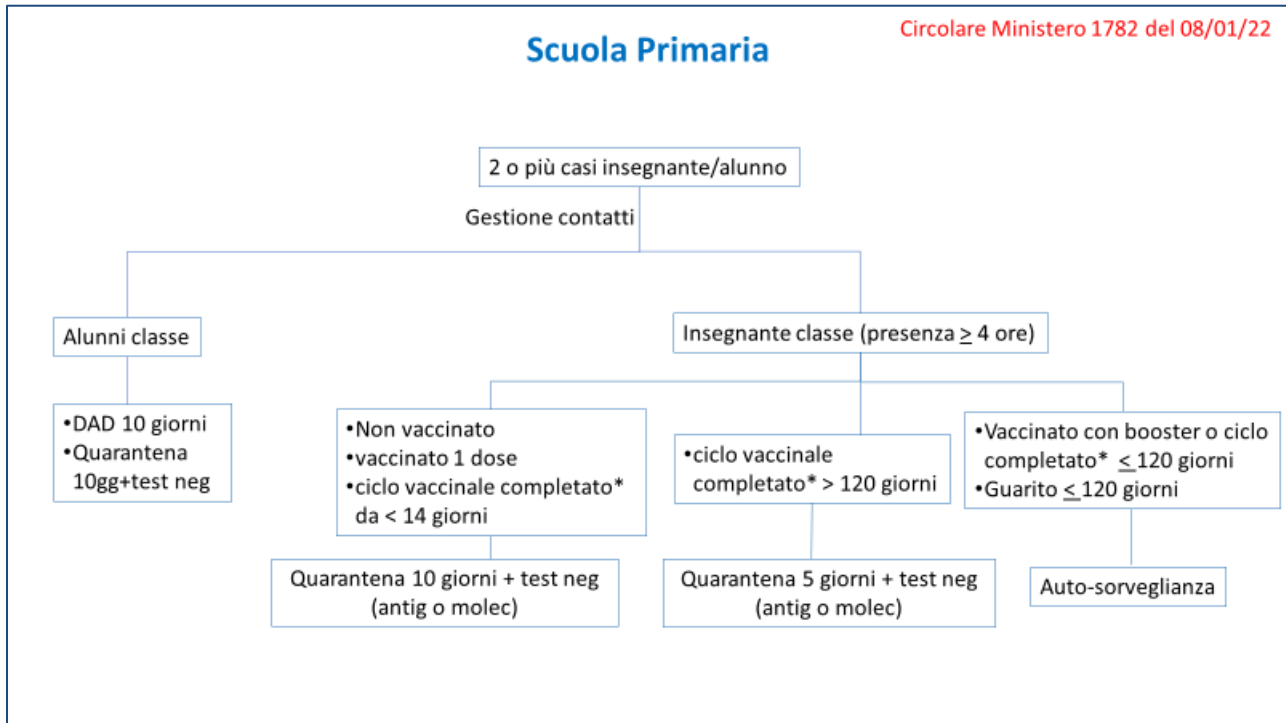 Circolare Ministero 1782 del 08/01/22
Scuola Primaria
2 o più casi insegnante/alunno
Gestione contatti
Alunni classe
Insegnante classe (presenza > 4 ore)
•DAD 10 giorni
•Quarantena
10gg+test neg
•Non vaccinato
•vaccinato 1 dose
•ciclo vaccinale completato*
da < 14 giorni
•ciclo vaccinale
completato* > 120 giorni
•Vaccinato con booster o ciclo
completato* < 120 giorni
•Guarito < 120 giorni
Quarantena 10 giorni + test neg
(antig o molec)
Quarantena 5 giorni + test neg
(antig o molec)
Auto-sorveglianza